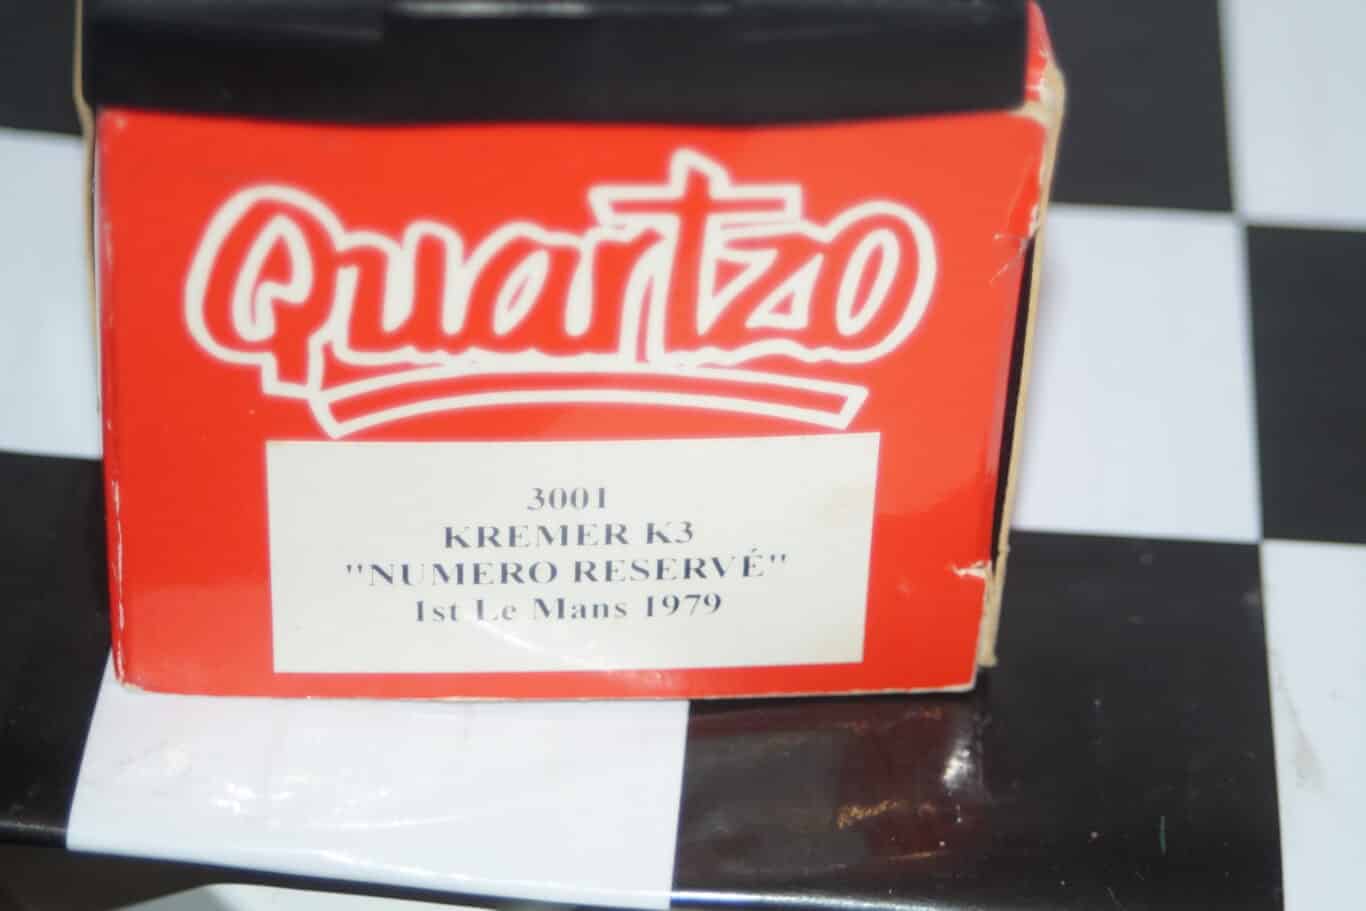 Quartzo
3001
KREMER K3
"NUMERO RESERVÉ"
1st Le Mans 1979